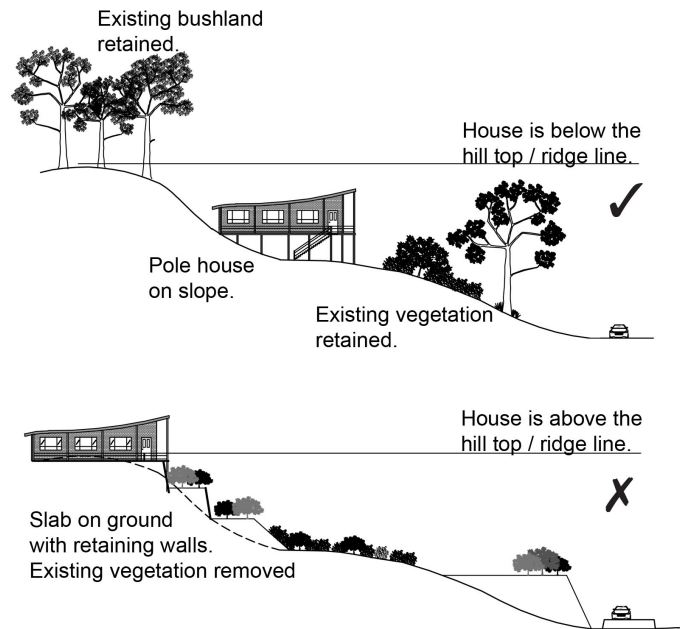 Existing bushland
retained.
House is below the
hill top / ridge line.
Pole house
on slope.
Existing vegetation
retained.
House is above the
hill top / ridge line.
Slab on ground
with retaining walls.
Existing vegetation removed